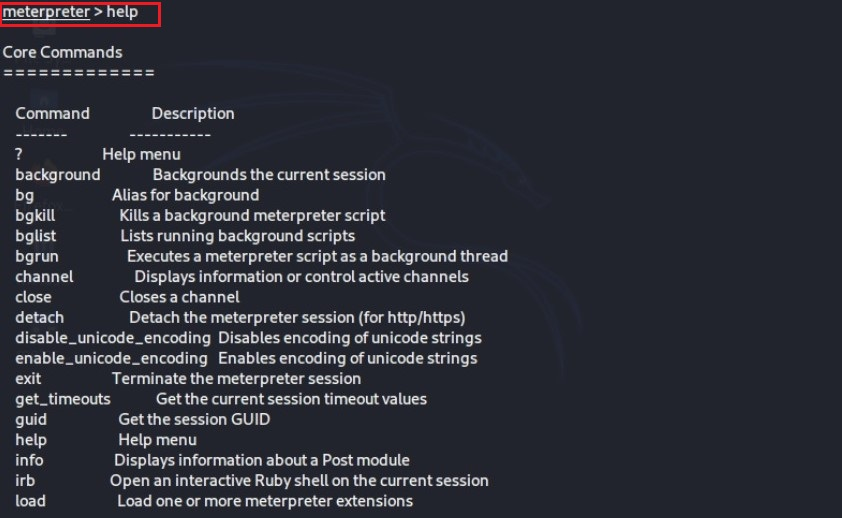 meterpreter > help
Core Commands
=============
Command Description
------- -----------
? Help menu
background Backgrounds the current session
bg Alias for background
bgkill Kills a background meterpreter script
bglist Lists running background scripts
bgrun Executes a meterpreter script as a background thread
channel Displays information or control active channels
close Closes a channel
detach Detach the meterpreter session (for http/https)
disable_unicode_encoding Disables encoding of unicode strings
enable_unicode_encoding Enables encoding of unicode strings
exit Terminate the meterpreter session
get_timeouts Get the current session timeout values
guid Get the session GUID
help Help menu
info Displays information about a Post module
irb Open an interactive Ruby shell on the current session
load Load one or more meterpreter extensions